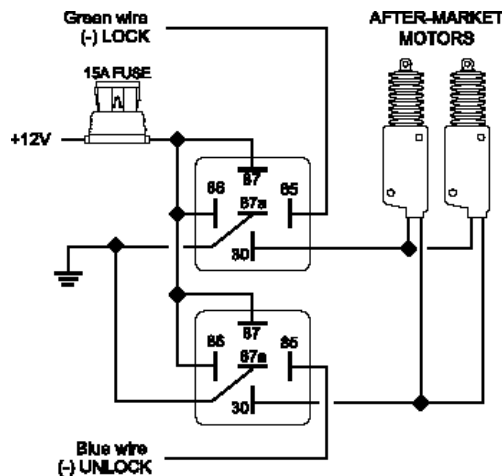 Green wire
(-) LOCK
AFTER-MARKET
MOTORS
15A FUSE
+12V
87
86
85
87a
30
87
86
85
87a
30
Blue wire
(-) UNLOCK